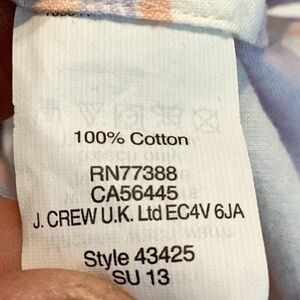 100% Cotton
RN77388
CA56445
J. CREW U.K. Ltd EC4V 6JA
Style 43425
SU 13